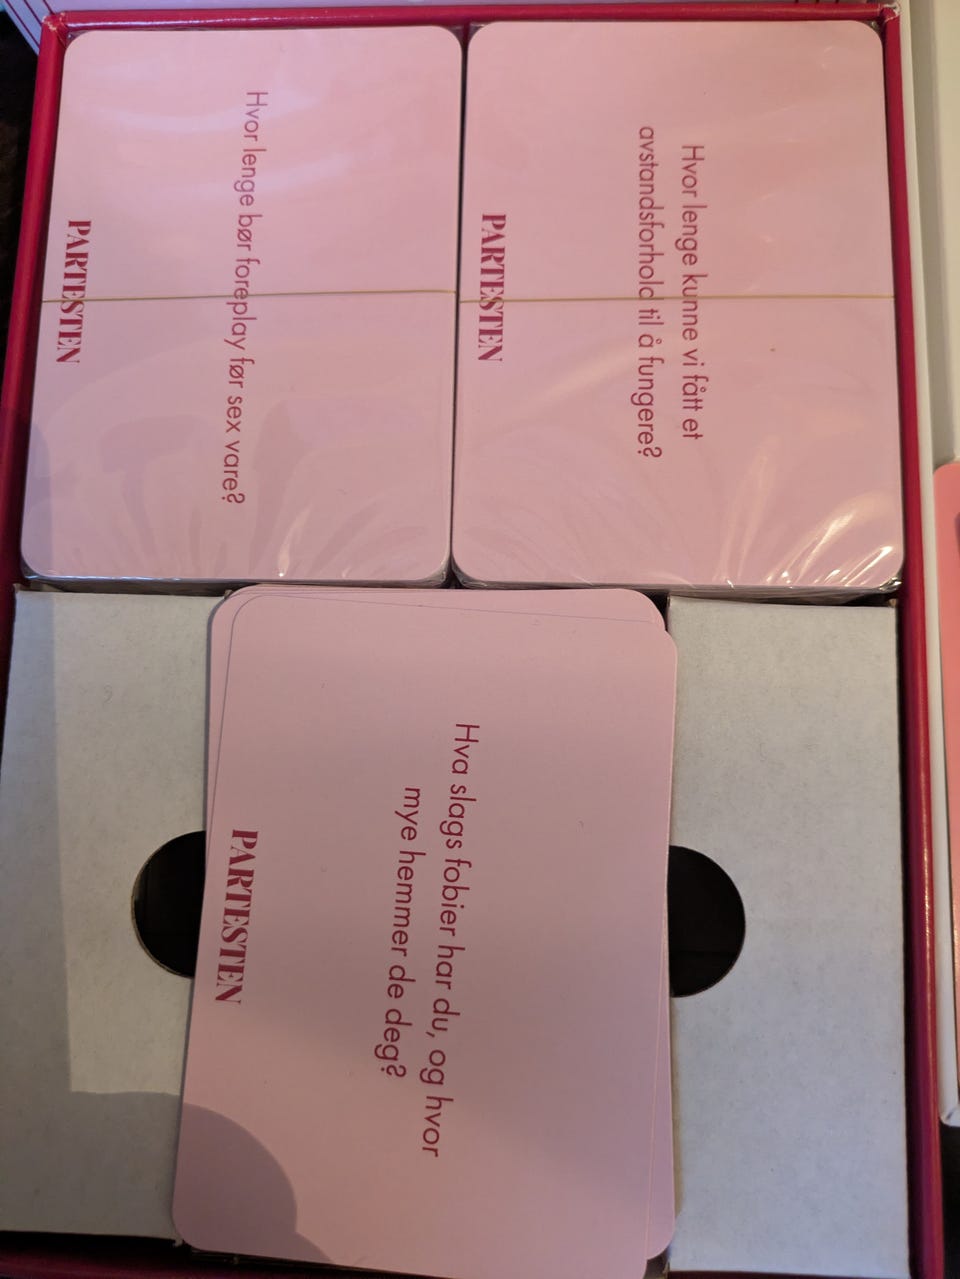 Hvor lenge bør foreplay før sex vare?
PARTESTEN
Hvor lenge kunne vi fått et
avstandsforhold til å fungere?
PARTESTEN
Hva slags fobier har du, og hvor
mye hemmer de deg?
PARTESTEN